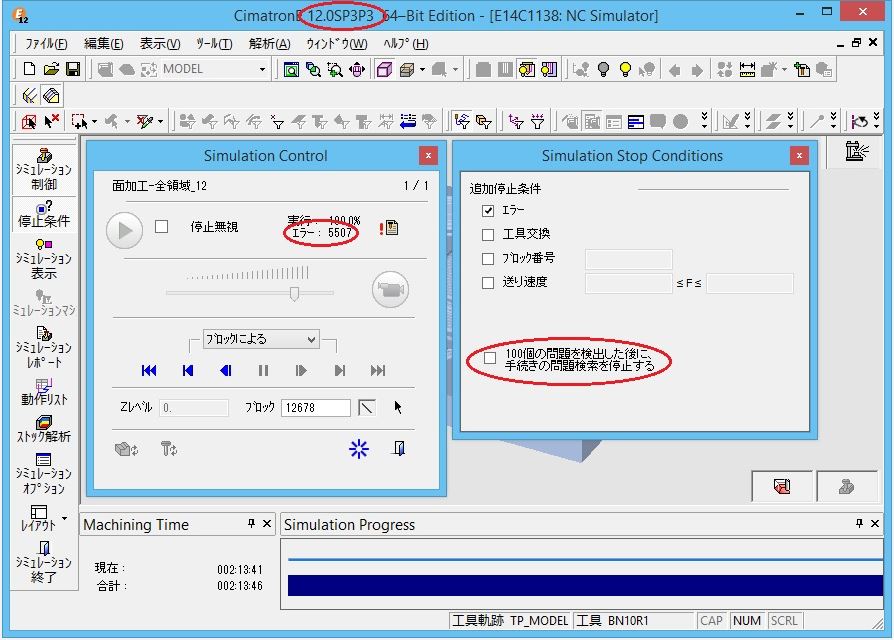 CimatronE 12.0SP3P3 64-Bit Edition - [E14C1138: NC Simulator]
ﾌｧｲﾙ(F) 編集(E) 表示(V) ﾂｰﾙ(T) 解析(A) ｳｨﾝﾄﾞｳ(W) ﾍﾙﾌﾟ(H)
MODEL
ｼﾐｭﾚｰｼｮﾝ
制御
停止条件
ｼﾐｭﾚｰｼｮﾝ
表示
ﾐｭﾚｰｼｮﾝﾏｼ
ｼﾐｭﾚｰｼｮﾝ
ﾚﾎﾟｰﾄ
動作ﾘｽﾄ
ｽﾄｯｸ解析
ｼﾐｭﾚｰｼｮﾝ
ｵﾌﾟｼｮﾝ
ﾚｲｱｳﾄ
ｼﾐｭﾚｰｼｮﾝ
終了
Simulation Control
面加工-全領域_12 1 / 1
停止無視
実行： 100.0%
ｴﾗｰ： 5507
ﾌﾞﾛｯｸによる
Zﾚﾍﾞﾙ 0. ﾌﾞﾛｯｸ 12678
Simulation Stop Conditions
追加停止条件
ｴﾗｰ
工具交換
ﾌﾞﾛｯｸ番号
送り速度 ≤ F ≤
100個の問題を検出した後に、
手続きの問題検索を停止する
Machining Time
現在： 002:13:41
合計： 002:13:46
Simulation Progress
工具軌跡 TP_MODEL 工具 BN10R1 CAP NUM SCRL